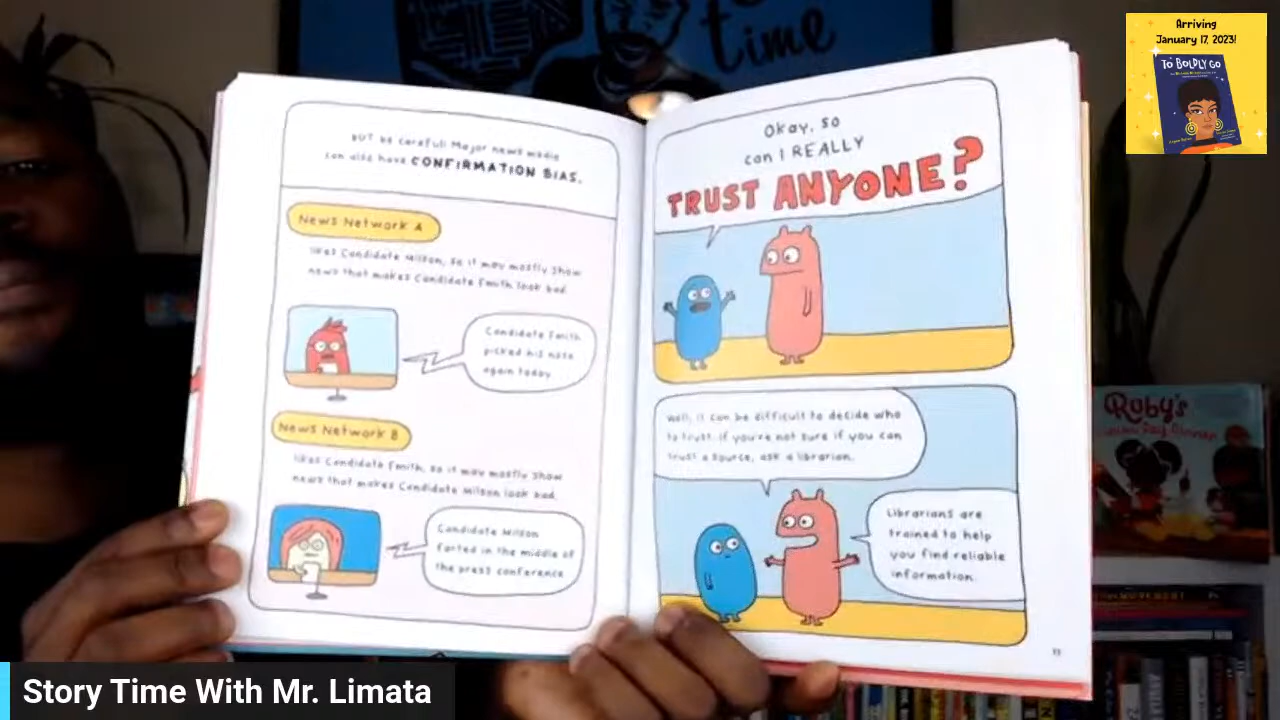 time
Arriving
January 17, 2023!
TO BOLDLY GO
BUT be careful! Major news media
can also have CONFIRMATION BIAS.
News Network A
likes Candidate Wilson, so it may mostly show
news that makes Candidate Smith look bad.
Candidate Smith
picked his nose
again today.
News Network B
likes Candidate Smith, so it may mostly show
news that makes Candidate Wilson look bad.
Candidate Wilson
farted in the middle of
the press conference
Okay, so
can I REALLY
TRUST ANYONE?
Well, it can be difficult to decide who
to trust. If you're not sure if you can
trust a source, ask a librarian.
Librarians are
trained to help
you find reliable
information.
Ruby's
Dinner
Story Time With Mr. Limata